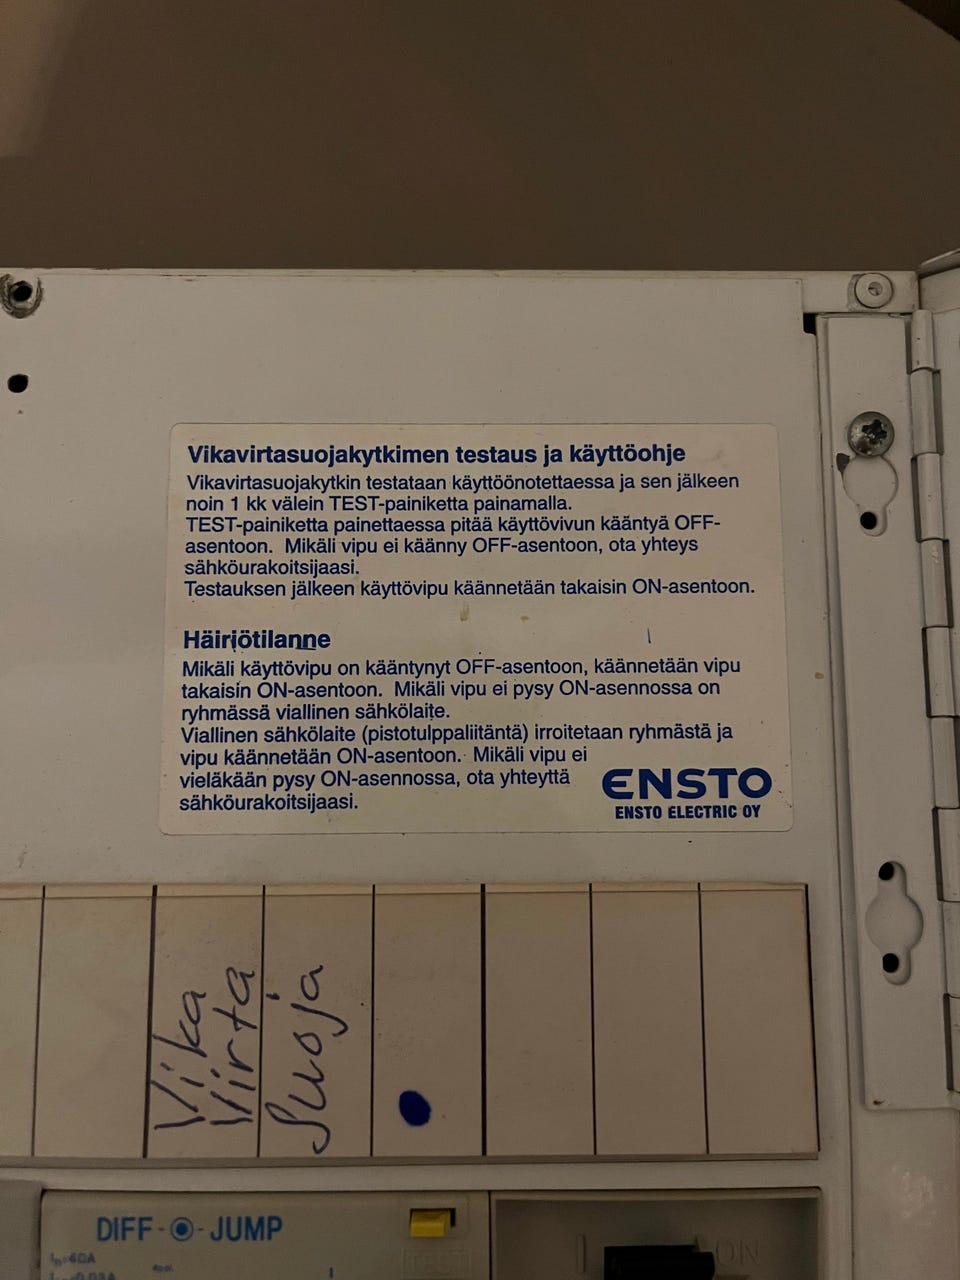 Vikavirtasuojakytkimen testaus ja käyttöohje
Vikavirtasuojakytkin testataan käyttöönotettaessa ja sen jälkeen
noin 1 kk välein TEST-painiketta painamalla.
TEST-painiketta painettaessa pitää käyttövivun kääntyä OFF-
asentoon. Mikäli vipu ei käänny OFF-asentoon, ota yhteys
sähköurakoitsijaasi.
Testauksen jälkeen käyttövipu käännetään takaisin ON-asentoon.
Häiriötilanne
Mikäli käyttövipu on kääntynyt OFF-asentoon, käännetään vipu
takaisin ON-asentoon. Mikäli vipu ei pysy ON-asennossa on
ryhmässä viallinen sähkölaite.
Viallinen sähkölaite (pistotulppaliitäntä) irroitetaan ryhmästä ja
vipu käännetään ON-asentoon. Mikäli vipu ei
vieläkään pysy ON-asennossa, ota yhteyttä
sähköurakoitsijaasi.
ENSTO
ENSTO ELECTRIC OY
Vika
Virta
Suoja
DIFF-JUMP
TEST
I ON
In=40A